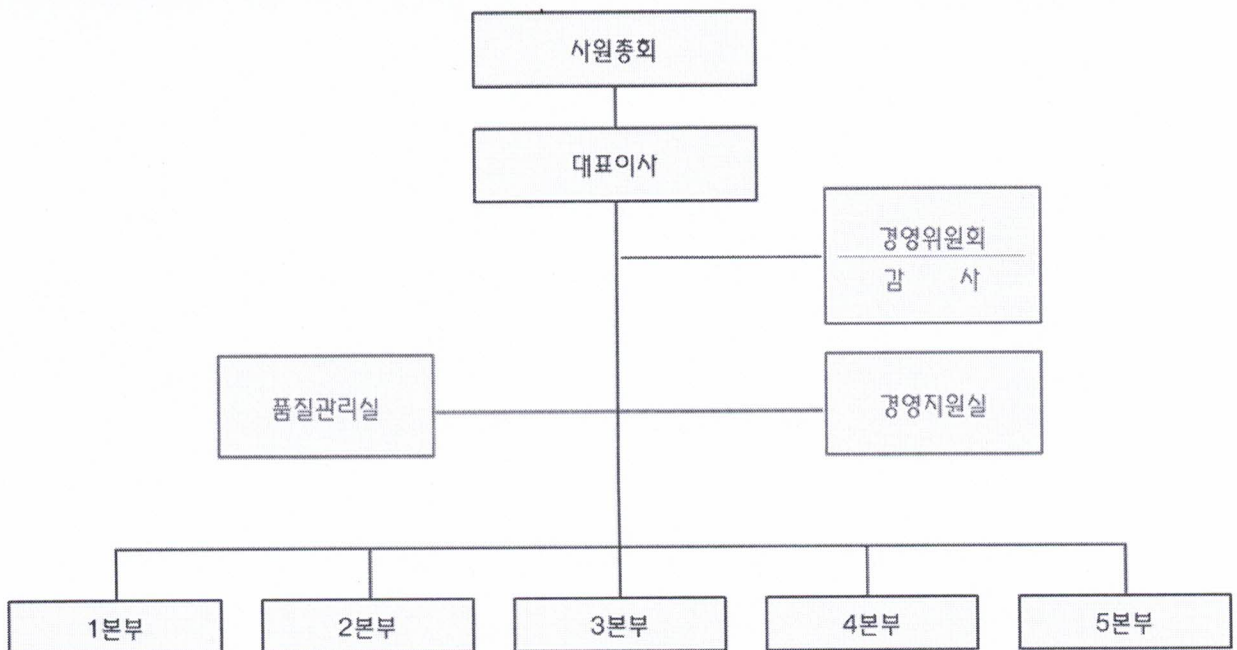 사원총회
대표이사
경영위원회
감 사
품질관리실
경영지원실
1본부
2본부
3본부
4본부
5본부